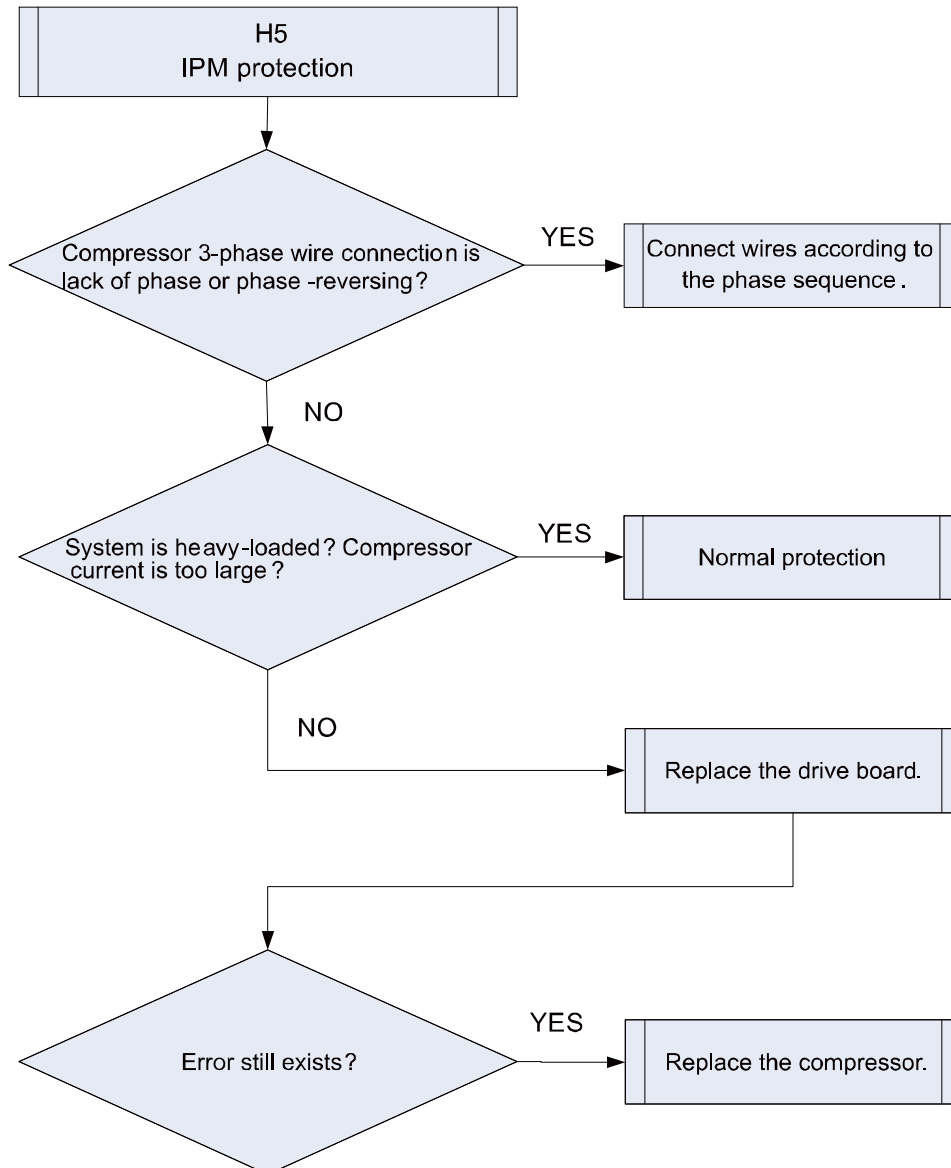 H5
IPM protection
Compressor 3-phase wire connection is
lack of phase or phase -reversing?
YES
Connect wires according to
the phase sequence.
NO
System is heavy-loaded? Compressor
current is too large?
YES
Normal protection
NO
Replace the drive board.
Error still exists?
YES
Replace the compressor.